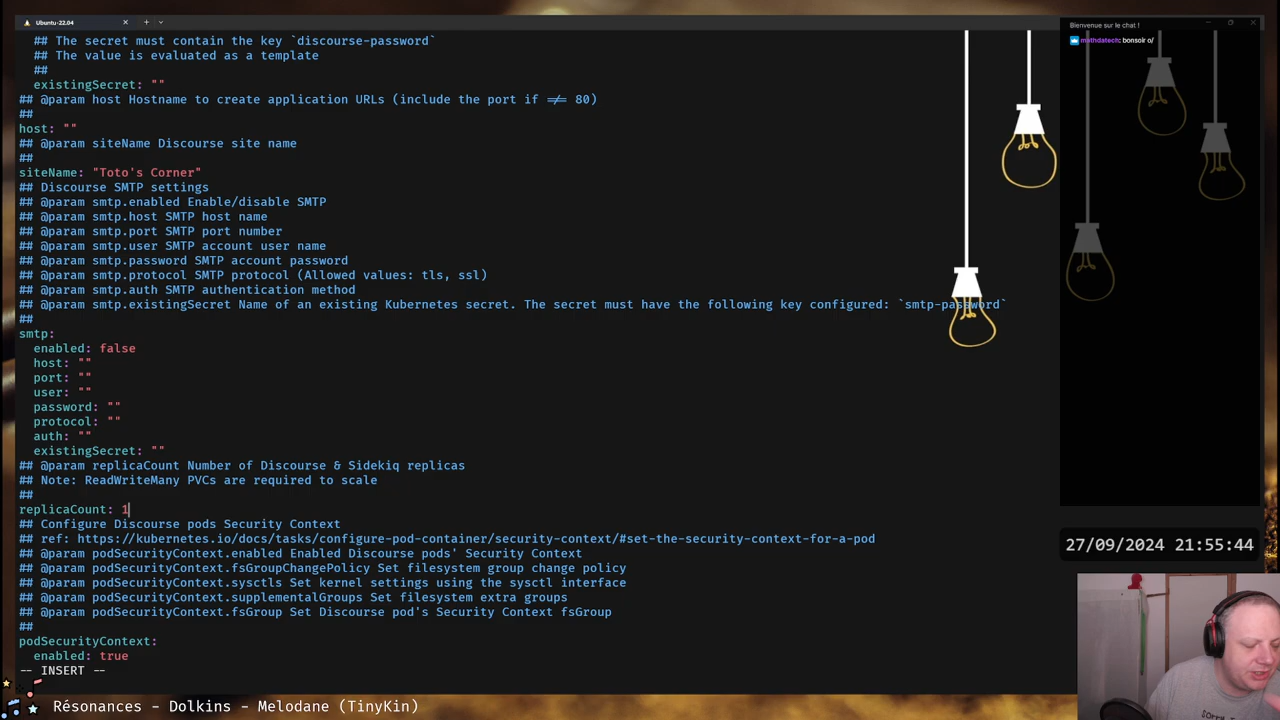 Ubuntu-22.04
## The secret must contain the key `discourse-password`
## The value is evaluated as a template
##
existingSecret: ""
## @param host Hostname to create application URLs (include the port if =/= 80)
##
host: ""
## @param siteName Discourse site name
##
siteName: "Toto's Corner"
## Discourse SMTP settings
## @param smtp.enabled Enable/disable SMTP
## @param smtp.host SMTP host name
## @param smtp.port SMTP port number
## @param smtp.user SMTP account user name
## @param smtp.password SMTP account password
## @param smtp.protocol SMTP protocol (Allowed values: tls, ssl)
## @param smtp.auth SMTP authentication method
## @param smtp.existingSecret Name of an existing Kubernetes secret. The secret must have the following key configured: `smtp-password`
##
smtp:
enabled: false
host: ""
port: ""
user: ""
password: ""
protocol: ""
auth: ""
existingSecret: ""
## @param replicaCount Number of Discourse & Sidekiq replicas
## Note: ReadWriteMany PVCs are required to scale
##
replicaCount: 1
## Configure Discourse pods Security Context
## ref: https://kubernetes.io/docs/tasks/configure-pod-container/security-context/#set-the-security-context-for-a-pod
## @param podSecurityContext.enabled Enabled Discourse pods' Security Context
## @param podSecurityContext.fsGroupChangePolicy Set filesystem group change policy
## @param podSecurityContext.sysctls Set kernel settings using the sysctl interface
## @param podSecurityContext.supplementalGroups Set filesystem extra groups
## @param podSecurityContext.fsGroup Set Discourse pod's Security Context fsGroup
##
podSecurityContext:
enabled: true
-- INSERT --
Bienvenue sur le chat !
mathdatech: bonsoir o/
27/09/2024 21:55:44
Résonances - Dolkins - Melodane (TinyKin)